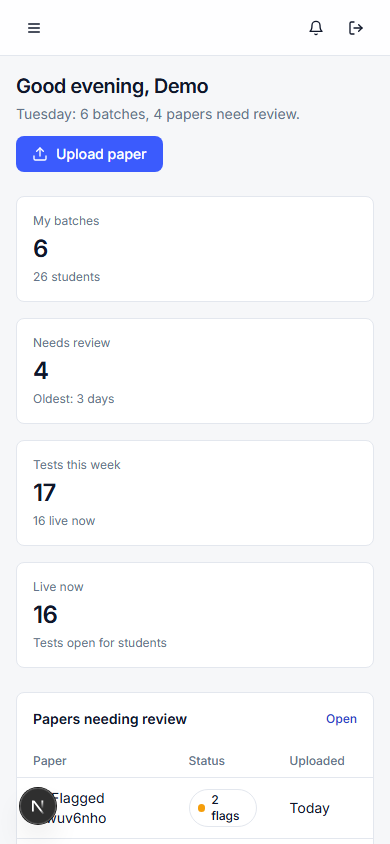 Good evening, Demo
Tuesday: 6 batches, 4 papers need review.
Upload paper
My batches
6
26 students
Needs review
4
Oldest: 3 days
Tests this week
17
16 live now
Live now
16
Tests open for students
Papers needing review
Open
Paper
Status
Uploaded
Flagged
2 flags
Today
N